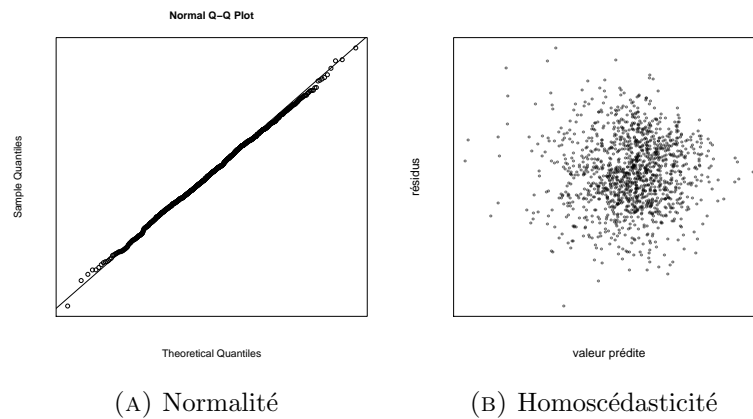 Normal Q−Q Plot
Sample Quantiles
Theoretical Quantiles
(A) Normalité
résidus
valeur prédite
(B) Homoscédasticité